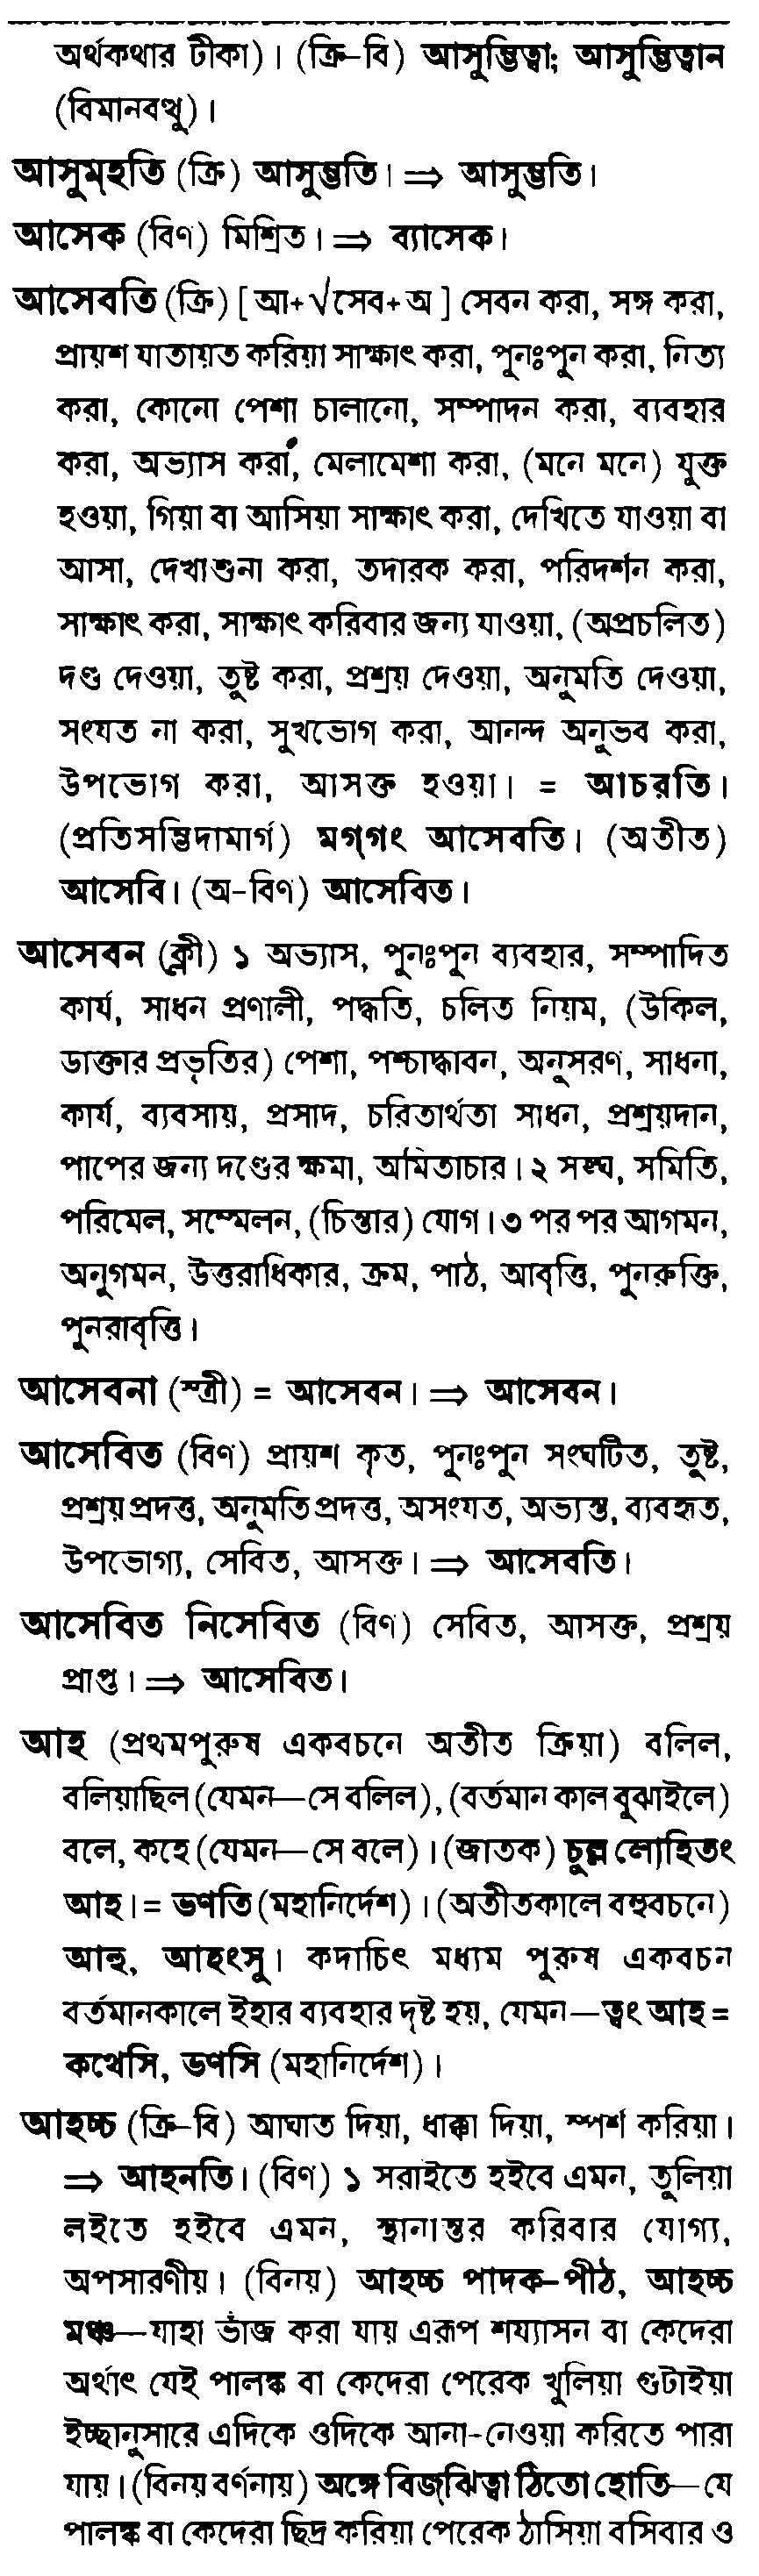 অর্থকথার টীকা)। (ক্রি-বি) আসুম্ভিত্বা; আসুম্ভিত্বান
(বিমানবত্থু)।
আসুম্‌হতি (ক্রি) আসুম্ভতি। ⇒ আসুম্ভতি।
আসেক (বিণ) মিশ্রিত। ⇒ ব্যাসেক।
আসেবতি (ক্রি) [ আ+√সেব+অ ] সেবন করা, সঙ্গ করা,
প্রায়শ যাতায়ত করিয়া সাক্ষাৎ করা, পুনঃপুন করা, নিত্য
করা, কোনো পেশা চালানো, সম্পাদন করা, ব্যবহার
করা, অভ্যাস করা, মেলামেশা করা, (মনে মনে) যুক্ত
হওয়া, গিয়া বা আসিয়া সাক্ষাৎ করা, দেখিতে যাওয়া বা
আসা, দেখাশুনা করা, তদারক করা, পরিদর্শন করা,
সাক্ষাৎ করা, সাক্ষাৎ করিবার জন্য যাওয়া, (অপ্রচলিত)
দণ্ড দেওয়া, তুষ্ট করা, প্রশ্রয় দেওয়া, অনুমতি দেওয়া,
সংযত না করা, সুখভোগ করা, আনন্দ অনুভব করা,
উপভোগ করা, আসক্ত হওয়া। = আচরতি।
(প্রতিসম্ভিদামার্গ) মগ্‌গং আসেবতি। (অতীত)
আসেবি। (অ-বিণ) আসেবিত।
আসেবন (ক্লী) ১ অভ্যাস, পুনঃপুন ব্যবহার, সম্পাদিত
কার্য, সাধন প্রণালী, পদ্ধতি, চলিত নিয়ম, (উকিল,
ডাক্তার প্রভৃতির) পেশা, পশ্চাদ্ধাবন, অনুসরণ, সাধনা,
কার্য, ব্যবসায়, প্রসাদ, চরিতার্থতা সাধন, প্রশ্রয়দান,
পাপের জন্য দণ্ডের ক্ষমা, অমিতাচার। ২ সঙ্ঘ, সমিতি,
পরিমেল, সম্মেলন, (চিন্তার) যোগ। ৩ পর পর আগমন,
অনুগমন, উত্তরাধিকার, ক্রম, পাঠ, আবৃত্তি, পুনরুক্তি,
পুনরাবৃত্তি।
আসেবনা (স্ত্রী) = আসেবন। ⇒ আসেবন।
আসেবিত (বিণ) প্রায়শ কৃত, পুনঃপুন সংঘটিত, তুষ্ট,
প্রশ্রয় প্রদত্ত, অনুমতি প্রদত্ত, অসংযত, অভ্যস্ত, ব্যবহৃত,
উপভোগ্য, সেবিত, আসক্ত। ⇒ আসেবতি।
আসেবিত নিসেবিত (বিণ) সেবিত, আসক্ত, প্রশ্রয়
প্রাপ্ত। ⇒ আসেবিত।
আহ (প্রথমপুরুষ একবচনে অতীত ক্রিয়া) বলিল,
বলিয়াছিল (যেমন—সে বলিল), (বর্তমান কাল বুঝাইলে)
বলে, কহে (যেমন—সে বলে)। (জাতক) চুল্ল লোহিতং
আহ। = ভণতি (মহানির্দেশ)। (অতীতকালে বহুবচনে)
আহু, আহংসু। কদাচিৎ মধ্যম পুরুষ একবচন
বর্তমানকালে ইহার ব্যবহার দৃষ্ট হয়, যেমন—ত্বং আহ =
কথেসি, ভণসি (মহানির্দেশ)।
আহচ্চ (ক্রি-বি) আঘাত দিয়া, ধাক্কা দিয়া, স্পর্শ করিয়া।
⇒ আহনতি। (বিণ) ১ সরাইতে হইবে এমন, তুলিয়া
লইতে হইবে এমন, স্থানান্তর করিবার যোগ্য,
অপসারণীয়। (বিনয়) আহচ্চ পাদক-পীঠ, আহচ্চ
মঞ্চ—যাহা ভাঁজ করা যায় এরূপ শয্যাসন বা কেদেরা
অর্থাৎ যেই পালঙ্ক বা কেদেরা পেরেক খুলিয়া গুটাইয়া
ইচ্ছানুসারে এদিকে ওদিকে আনা-নেওয়া করিতে পারা
যায়। (বিনয় বর্ণনায়) অঙ্গে বিজ্‌ঝিত্বা ঠিতো হোতি—যে
পালঙ্ক বা কেদেরা ছিদ্র করিয়া পেরেক ঠাসিয়া বসিবার ও